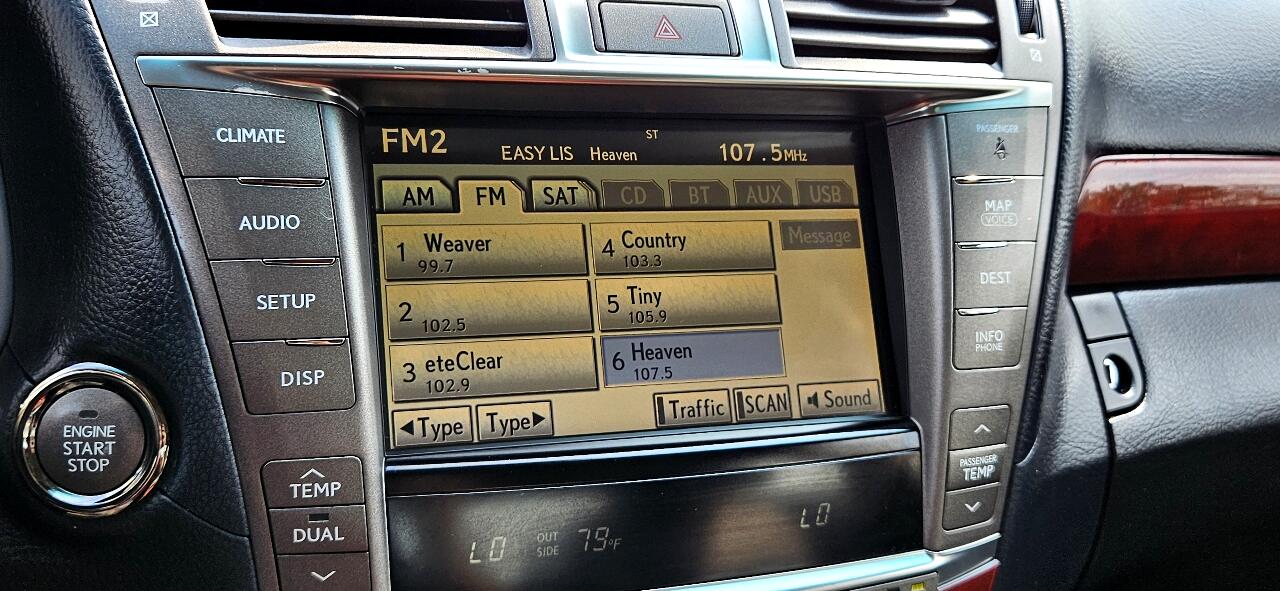 CLIMATE
AUDIO
SETUP
DISP
ENGINE
START
STOP
TEMP
DUAL
FM2
ST
EASY LIS Heaven 107.5MHz
AM FM SAT CD BT AUX USB
1 Weaver
99.7
2
102.5
3 eteClear
102.9
4 Country
103.3
5 Tiny
105.9
6 Heaven
107.5
Message
◀Type Type▶ Traffic SCAN Sound
LO OUT SIDE 79°F LO
PASSENGER
MAP
VOICE
DEST
INFO
PHONE
PASSENGER
TEMP